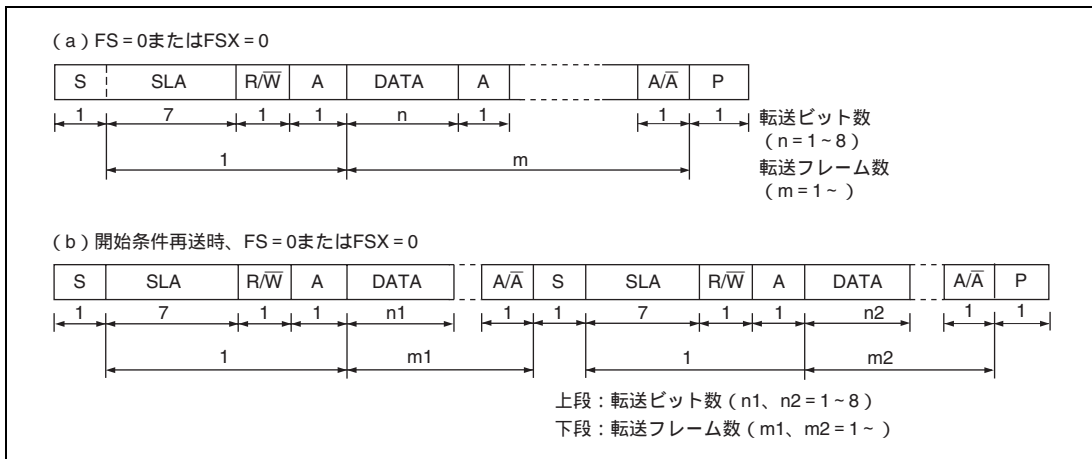 (a) FS=0またはFSX=0
S SLA R/W̅ A DATA A A/A̅ P
1 7 1 1 n 1 1 1 転送ビット数
(n=1~8)
1 m 転送フレーム数
(m=1~ )
(b) 開始条件再送時、FS=0またはFSX=0
S SLA R/W̅ A DATA A/A̅ S SLA R/W̅ A DATA A/A̅ P
1 7 1 1 n1 1 1 7 1 1 n2 1 1
1 m1 1 m2
上段:転送ビット数(n1、n2=1~8)
下段:転送フレーム数(m1、m2=1~ )